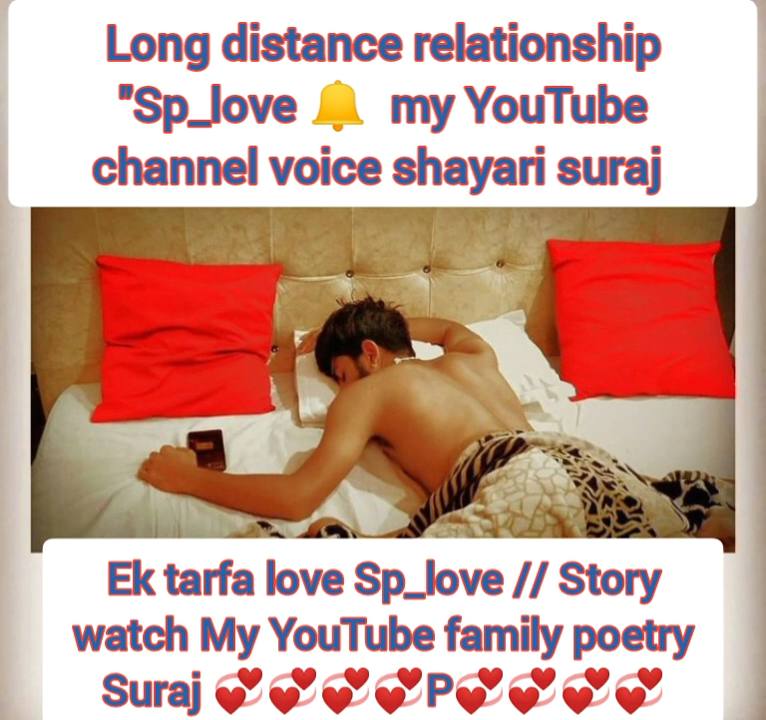 Long distance relationship
"Sp_love 🔔 my YouTube
channel voice shayari suraj
Ek tarfa love Sp_love // Story
watch My YouTube family poetry
Suraj 💞💞💞💞P💞💞💞💞